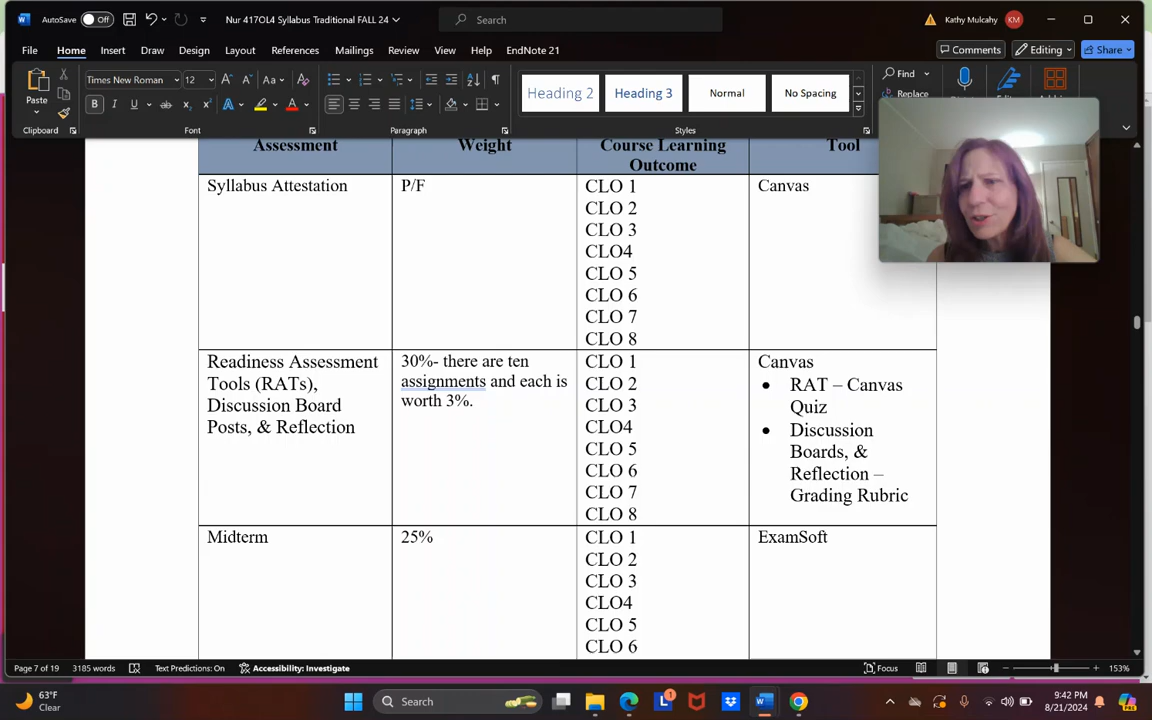 AutoSave Off Nur 417OL4 Syllabus Traditional FALL 24 Search Kathy Mulcahy KM
File Home Insert Draw Design Layout References Mailings Review View Help EndNote 21 Comments Editing Share
Paste Times New Roman 12 Aa Heading 2 Heading 3 Normal No Spacing Find
Replace
Clipboard Font Paragraph Styles
Assessment Weight Course Learning Outcome Tool
Syllabus Attestation P/F CLO 1 Canvas
CLO 2
CLO 3
CLO4
CLO 5
CLO 6
CLO 7
CLO 8
Readiness Assessment
Tools (RATs),
Discussion Board
Posts, & Reflection
30%- there are ten
assignments and each is
worth 3%.
CLO 1
CLO 2
CLO 3
CLO4
CLO 5
CLO 6
CLO 7
CLO 8
Canvas
• RAT – Canvas
Quiz
• Discussion
Boards, &
Reflection –
Grading Rubric
Midterm 25% CLO 1 ExamSoft
CLO 2
CLO 3
CLO4
CLO 5
CLO 6
Page 7 of 19 3185 words Text Predictions: On Accessibility: Investigate Focus 153%
63°F
Clear
Search
9:42 PM
8/21/2024